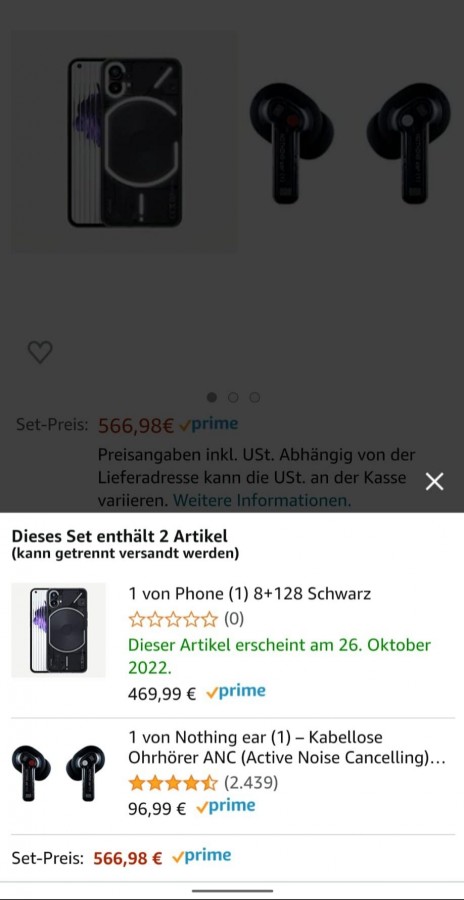 Set-Preis: 566,98€ prime
Preisangaben inkl. USt. Abhängig von der
Lieferadresse kann die USt. an der Kasse
variieren. Weitere Informationen.
Dieses Set enthält 2 Artikel
(kann getrennt versandt werden)
1 von Phone (1) 8+128 Schwarz
(0)
Dieser Artikel erscheint am 26. Oktober
2022.
469,99 € prime
1 von Nothing ear (1) – Kabellose
Ohrhörer ANC (Active Noise Cancelling)...
(2.439)
96,99 € prime
Set-Preis: 566,98 € prime